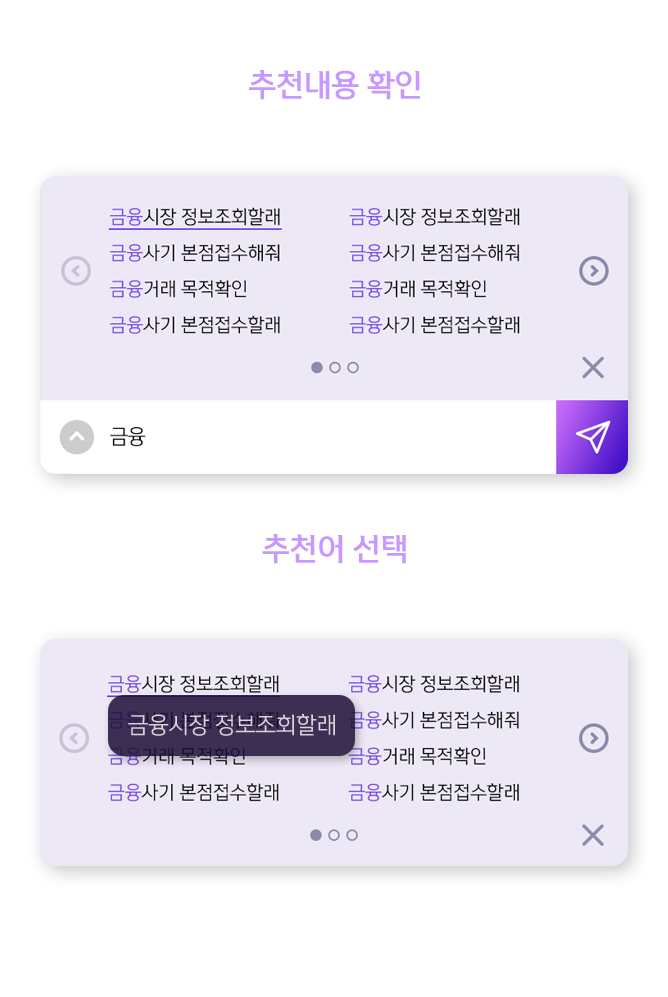 추천내용 확인
금융시장 정보조회할래
금융시장 정보조회할래
금융사기 본점접수해줘
금융사기 본점접수해줘
금융거래 목적확인
금융거래 목적확인
금융사기 본점접수할래
금융사기 본점접수할래
금융
추천어 선택
금융시장 정보조회할래
금융시장 정보조회할래
금융시장 정보조회할래
금융사기 본점접수해줘
금융거래 목적확인
금융거래 목적확인
금융사기 본점접수할래
금융사기 본점접수할래